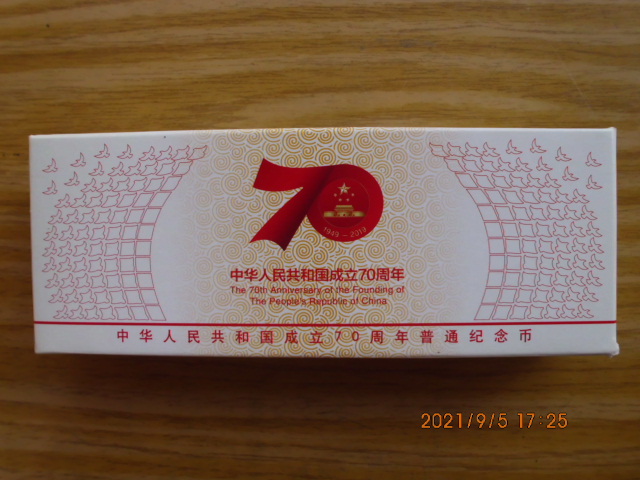 70
1949-2019
中华人民共和国成立70周年
The 70th Anniversary of the Founding of
The People's Republic of China
中华人民共和国成立70周年普通纪念币
2021/9/5 17:25